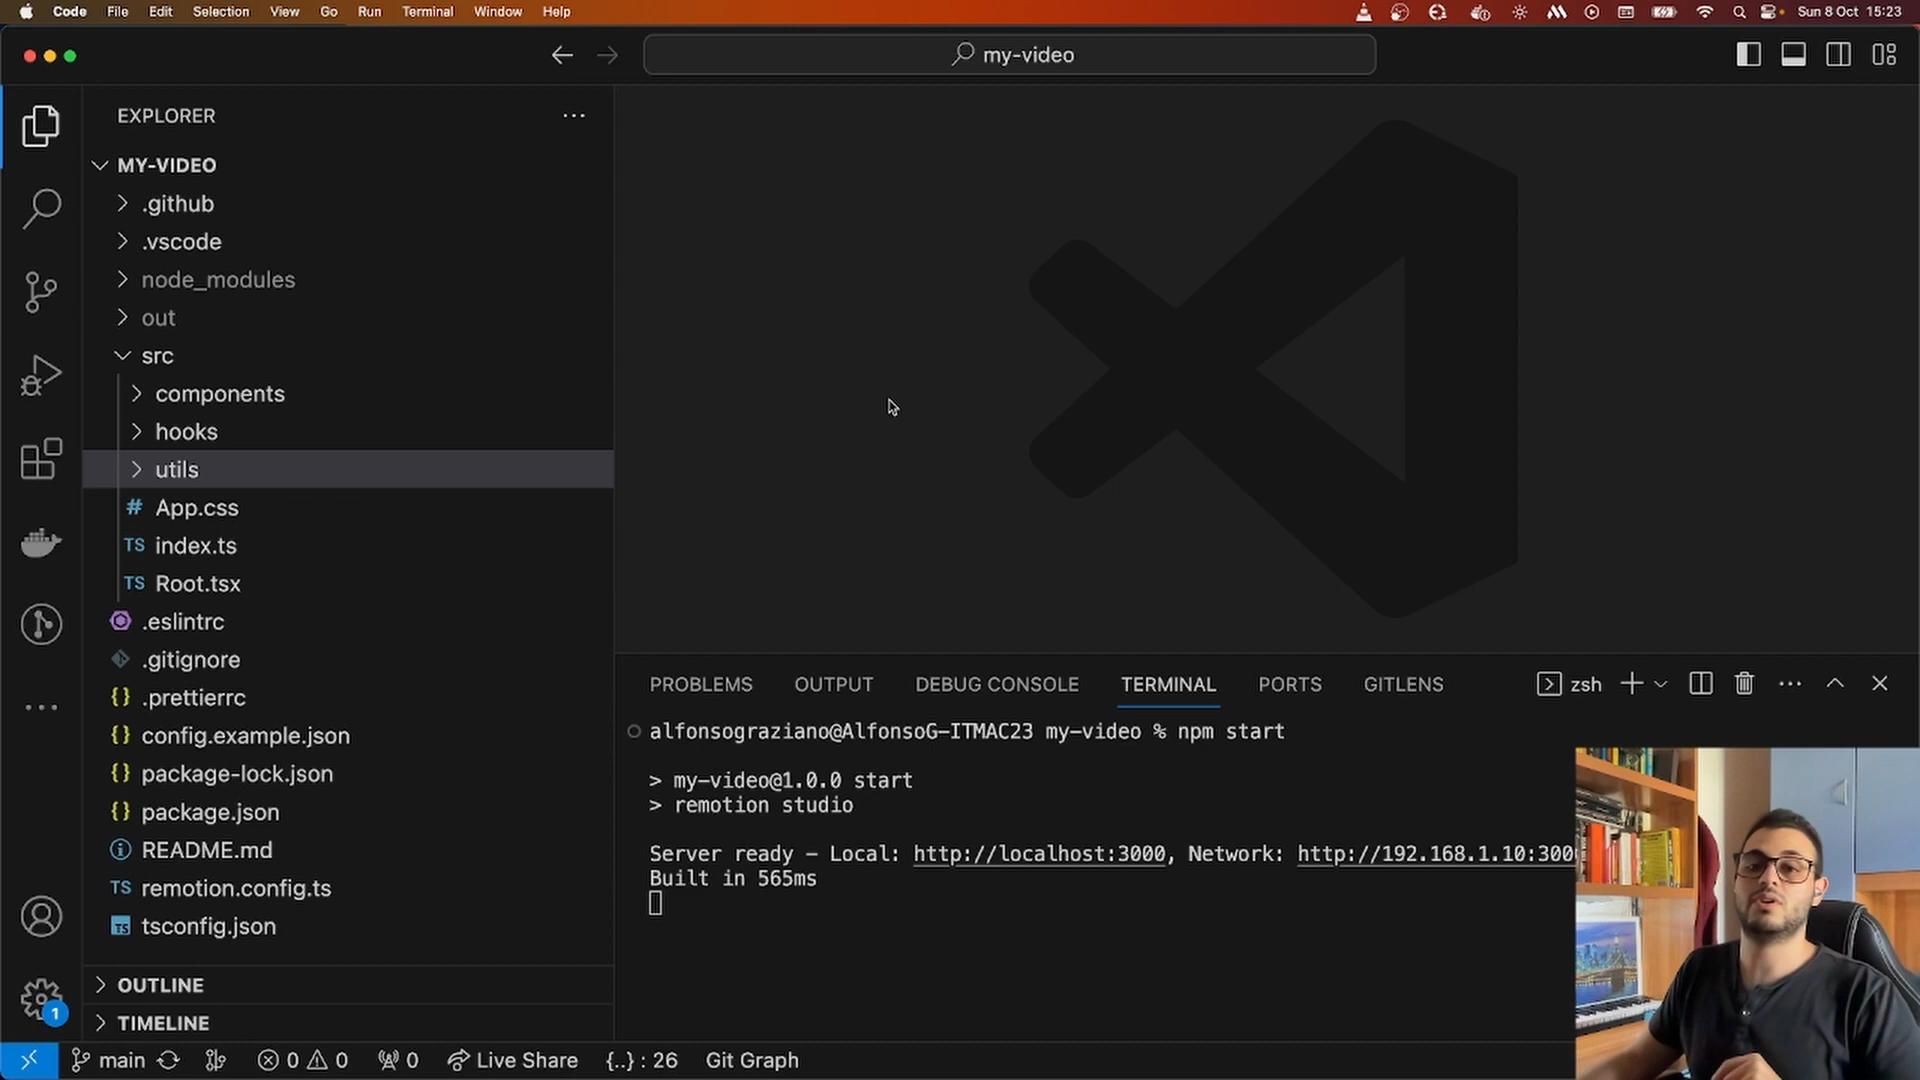 Code File Edit Selection View Go Run Terminal Window Help Sun 8 Oct 15:23
my-video
EXPLORER
MY-VIDEO
.github
.vscode
node_modules
out
src
components
hooks
utils
# App.css
TS index.ts
TS Root.tsx
.eslintrc
.gitignore
{} .prettierrc
{} config.example.json
{} package-lock.json
{} package.json
README.md
TS remotion.config.ts
TS tsconfig.json
OUTLINE
TIMELINE
1
PROBLEMS OUTPUT DEBUG CONSOLE TERMINAL PORTS GITLENS zsh
alfonsograziano@AlfonsoG-ITMAC23 my-video % npm start
> my-video@1.0.0 start
> remotion studio
Server ready - Local: http://localhost:3000, Network: http://192.168.1.10:300
Built in 565ms
main 0 0 0 Live Share {..} : 26 Git Graph